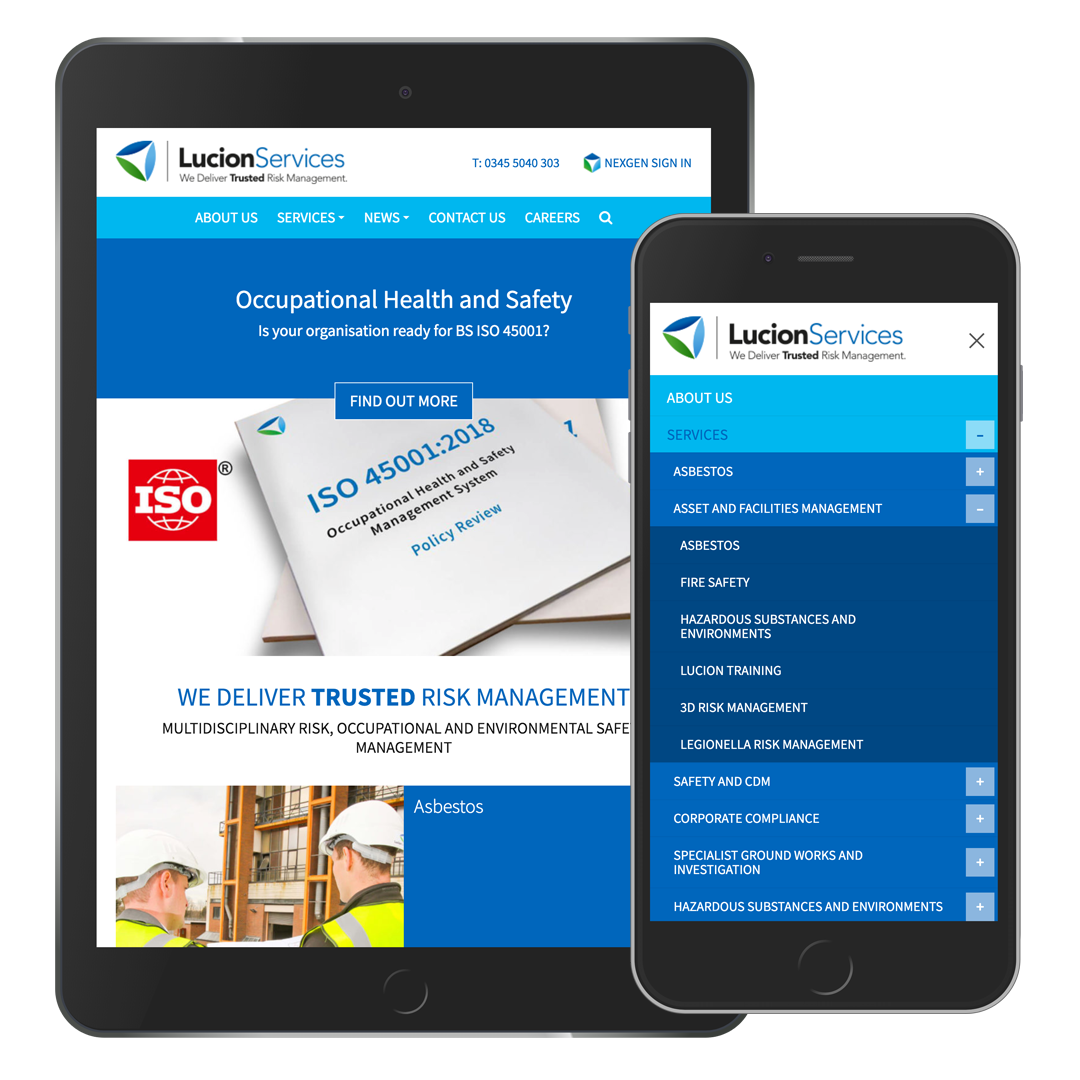 LucionServices
We Deliver Trusted Risk Management.
T: 0345 5040 303
NEXGEN SIGN IN
ABOUT US SERVICES NEWS CONTACT US CAREERS
Occupational Health and Safety
Is your organisation ready for BS ISO 45001?
FIND OUT MORE
ISO ®
ISO 45001:2018
Occupational Health and Safety
Management System
Policy Review
WE DELIVER TRUSTED RISK MANAGEMENT
MULTIDISCIPLINARY RISK, OCCUPATIONAL AND ENVIRONMENTAL SAFE
MANAGEMENT
Asbestos
LucionServices
We Deliver Trusted Risk Management.
ABOUT US
SERVICES -
ASBESTOS +
ASSET AND FACILITIES MANAGEMENT -
ASBESTOS
FIRE SAFETY
HAZARDOUS SUBSTANCES AND
ENVIRONMENTS
LUCION TRAINING
3D RISK MANAGEMENT
LEGIONELLA RISK MANAGEMENT
SAFETY AND CDM +
CORPORATE COMPLIANCE +
SPECIALIST GROUND WORKS AND
INVESTIGATION +
HAZARDOUS SUBSTANCES AND ENVIRONMENTS +